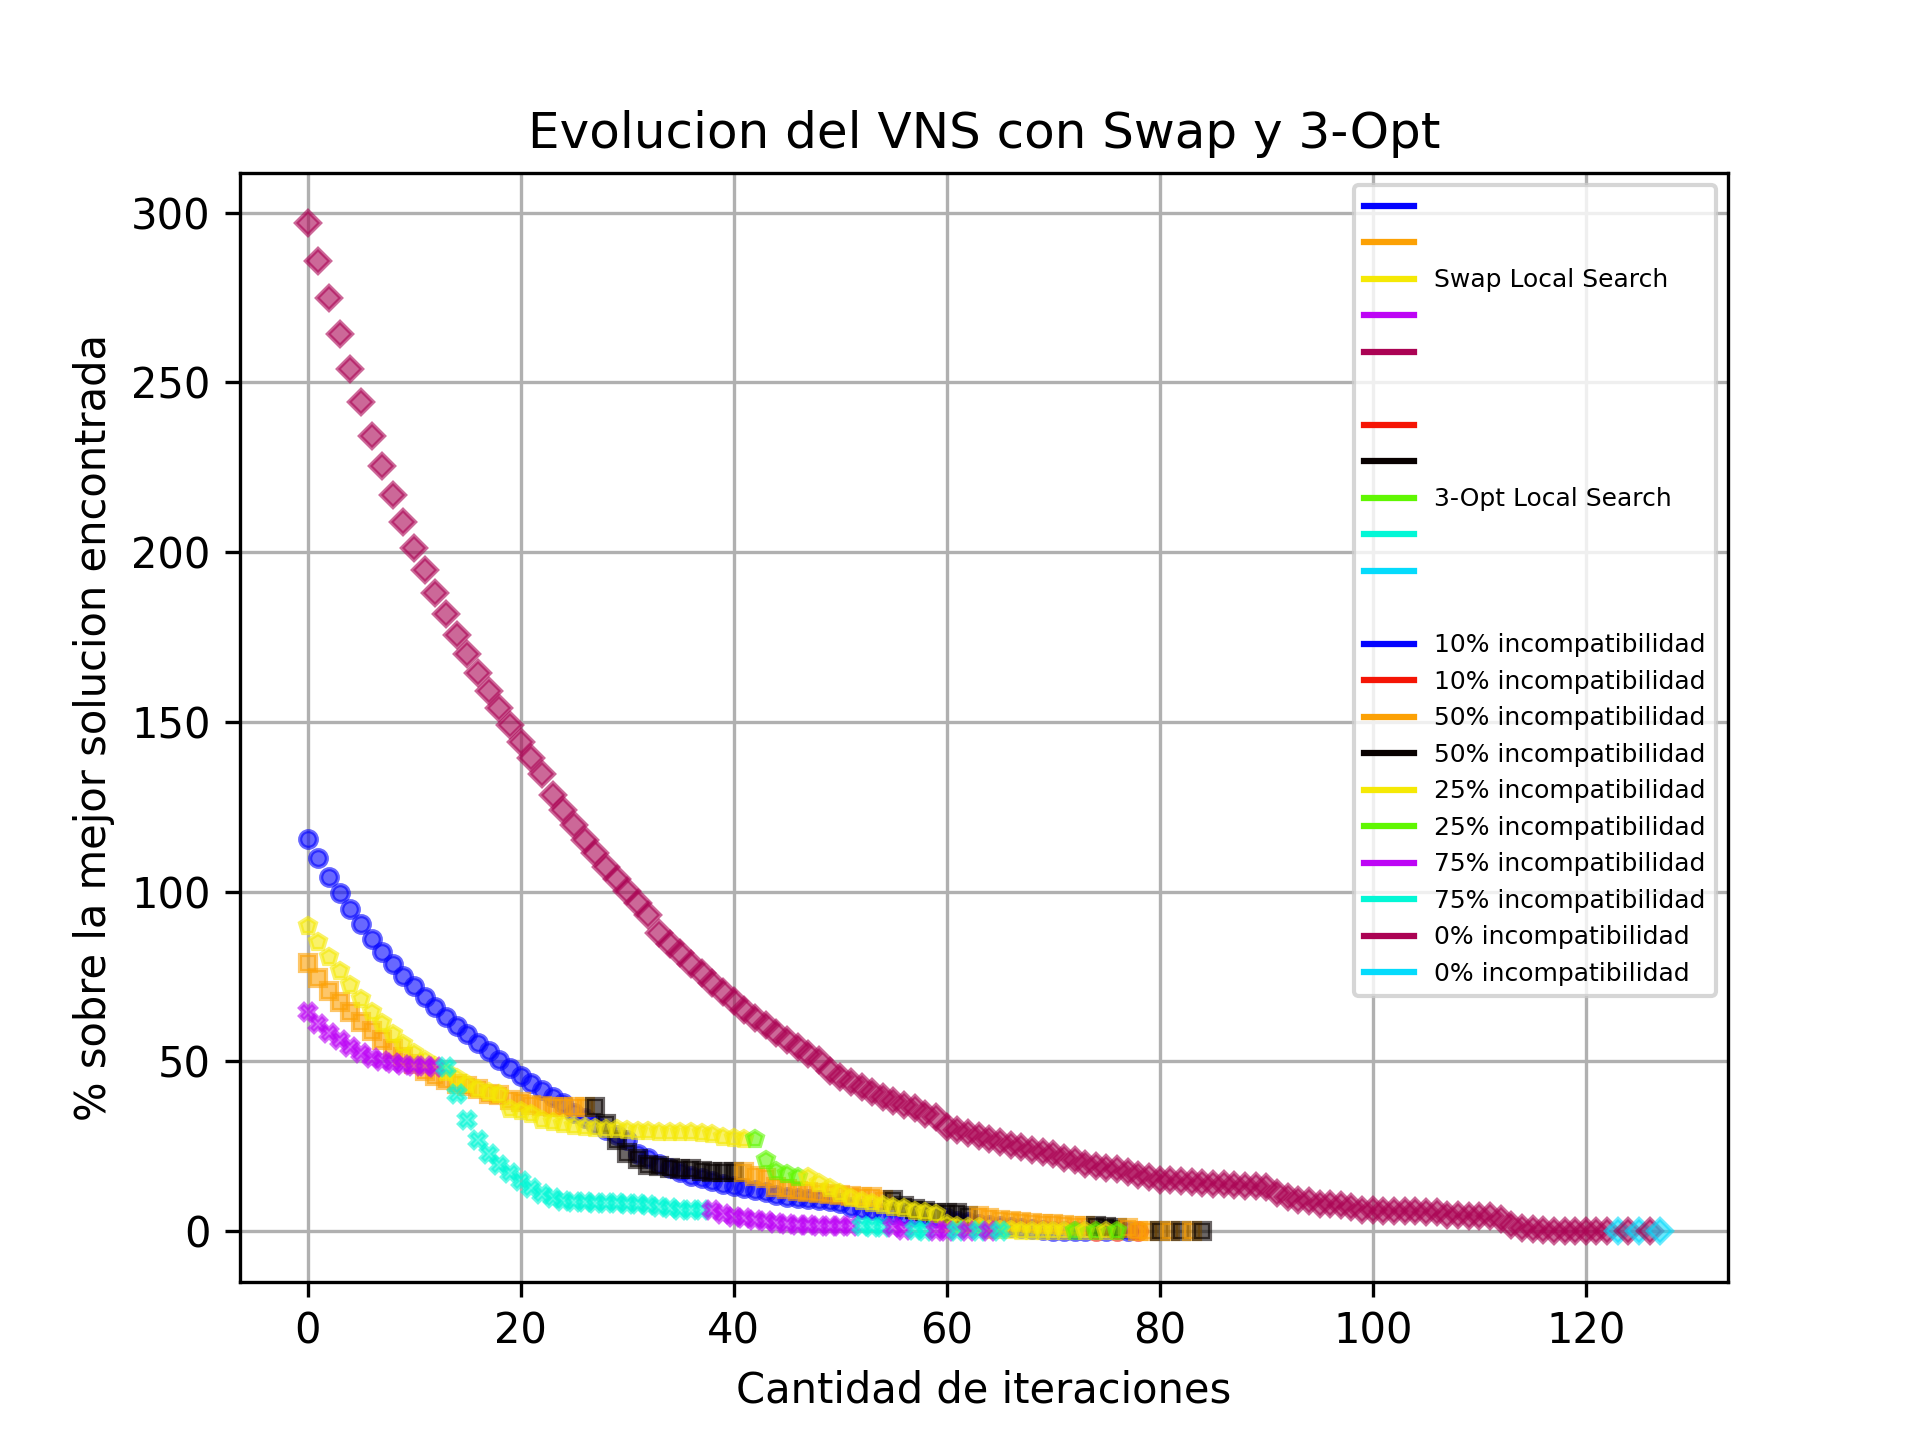 Evolucion del VNS con Swap y 3-Opt
% sobre la mejor solucion encontrada
300
250
200
150
100
50
0
Swap Local Search
3-Opt Local Search
10% incompatibilidad
10% incompatibilidad
50% incompatibilidad
50% incompatibilidad
25% incompatibilidad
25% incompatibilidad
75% incompatibilidad
75% incompatibilidad
0% incompatibilidad
0% incompatibilidad
0 20 40 60 80 100 120
Cantidad de iteraciones